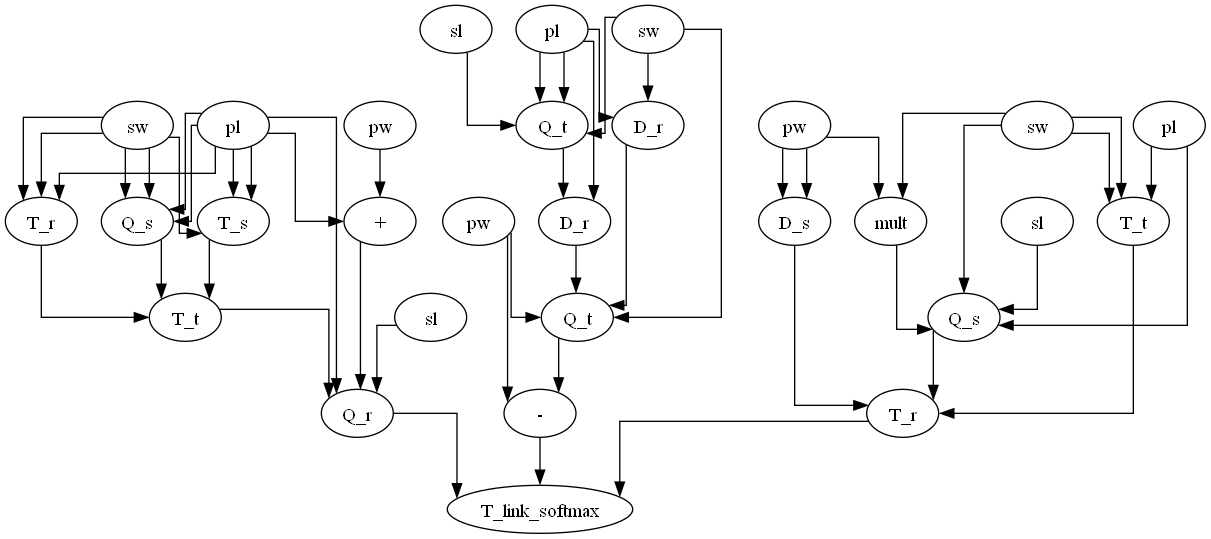 sl pl sw
sw pl pw Q_t D_r pw sw pl
T_r Q_s T_s + pw D_r D_s mult sl T_t
T_t sl Q_t Q_s
Q_r - T_r
T_link_softmax